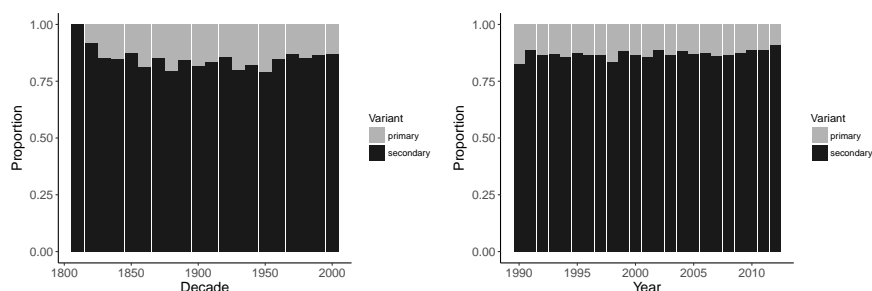 1.00
0.75
0.50
0.25
0.00
Proportion
1800 1850 1900 1950 2000
Decade
Variant
primary
secondary
1.00
0.75
0.50
0.25
0.00
Proportion
1990 1995 2000 2005 2010
Year
Variant
primary
secondary